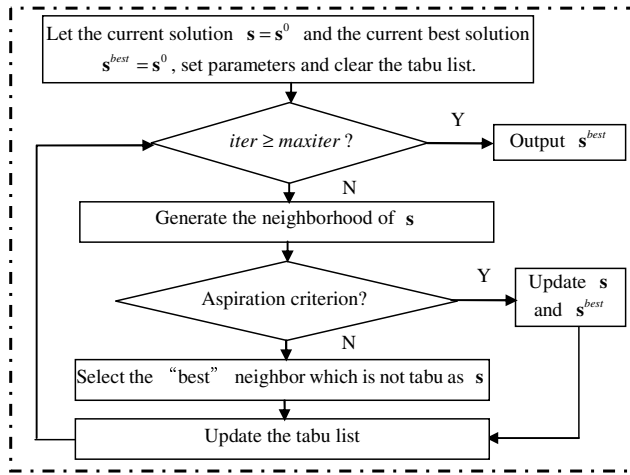 Let the current solution s = s⁰ and the current best solution
s^best = s⁰, set parameters and clear the tabu list.
iter ≥ maxiter ?
Y
Output s^best
N
Generate the neighborhood of s
Aspiration criterion?
Y
Update s
and s^best
N
Select the “best” neighbor which is not tabu as s
Update the tabu list